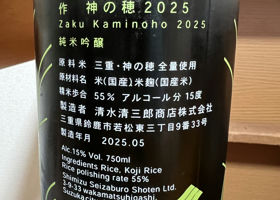 作 神の穂 2025
Zaku Kaminoho 2025
純米吟醸
原料米 三重・神の穂 全量使用
原材料名 米(国産)米麹(国産米)
精米歩合 55% アルコール分 15度
製造者 清水清三郎商店株式会社
三重県鈴鹿市若松東三丁目9番33号
製造年月 2025.05
Alc.15% Vol. 750ml
Ingredients Rice, Koji Rice
Rice polishing rate 55%
Shimizu Seizaburo Shoten Ltd.
3-9-33 wakamatsuhigashi,
Suzuka